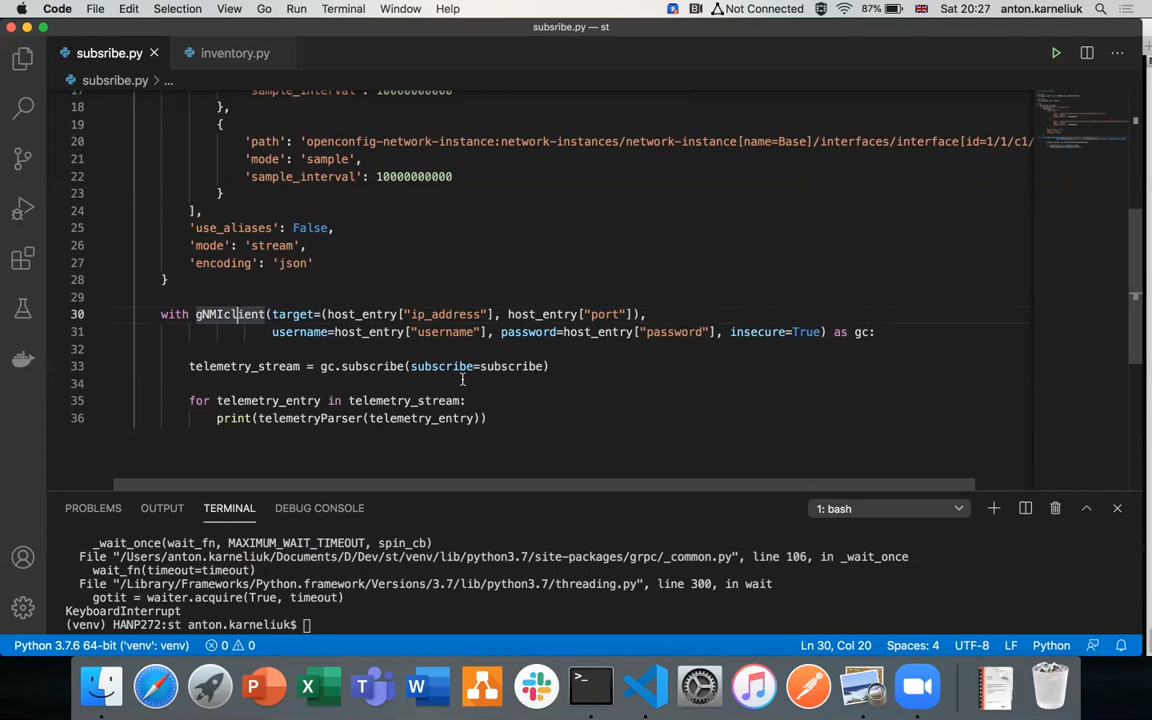 Code File Edit Selection View Go Run Terminal Window Help Not Connected 87% Sat 20:27 anton.karneliuk
subsribe.py — st
subsribe.py inventory.py
subsribe.py > ...
17 'sample_interval': 10000000000
18 },
19 {
20 'path': 'openconfig-network-instance:network-instances/network-instance[name=Base]/interfaces/interface[id=1/1/c1/
21 'mode': 'sample',
22 'sample_interval': 10000000000
23 }
24 ],
25 'use_aliases': False,
26 'mode': 'stream',
27 'encoding': 'json'
28 }
29
30 with gNMIclient(target=(host_entry["ip_address"], host_entry["port"]),
31 username=host_entry["username"], password=host_entry["password"], insecure=True) as gc:
32
33 telemetry_stream = gc.subscribe(subscribe=subscribe)
34
35 for telemetry_entry in telemetry_stream:
36 print(telemetryParser(telemetry_entry))
PROBLEMS OUTPUT TERMINAL DEBUG CONSOLE 1: bash
_wait_once(wait_fn, MAXIMUM_WAIT_TIMEOUT, spin_cb)
File "/Users/anton.karneliuk/Documents/D/Dev/st/venv/lib/python3.7/site-packages/grpc/_common.py", line 106, in _wait_once
wait_fn(timeout=timeout)
File "/Library/Frameworks/Python.framework/Versions/3.7/lib/python3.7/threading.py", line 300, in wait
gotit = waiter.acquire(True, timeout)
KeyboardInterrupt
(venv) HANP272:st anton.karneliuk$
Python 3.7.6 64-bit ('venv': venv) 0 0 Ln 30, Col 20 Spaces: 4 UTF-8 LF Python